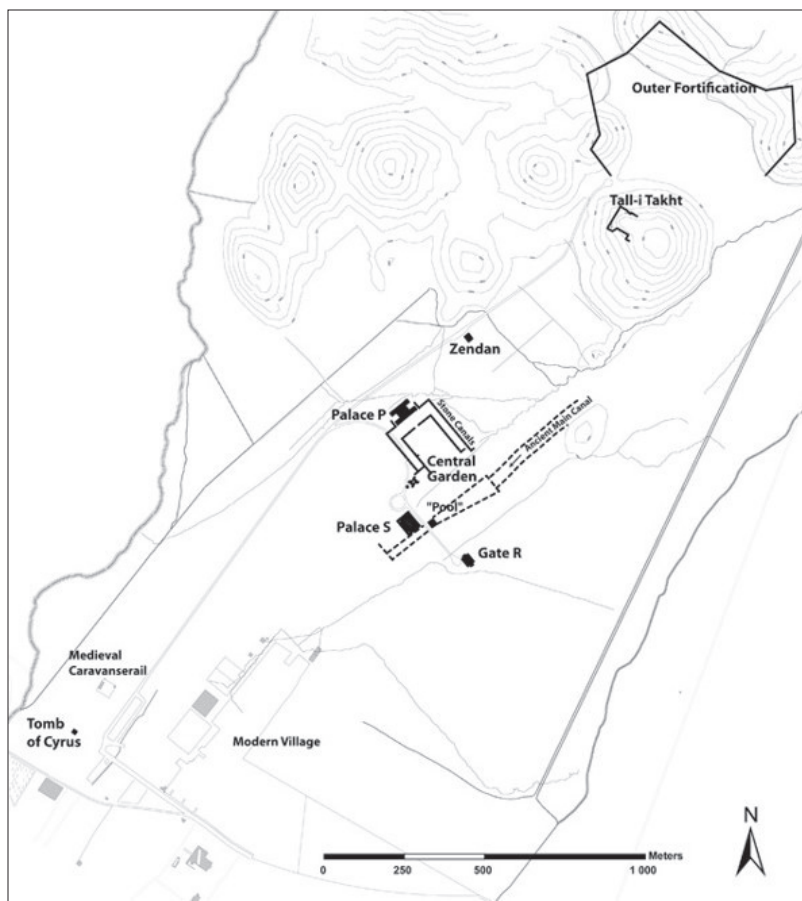 Outer Fortification
Tall-i Takht
Zendan
Palace P
Stone Canals
Ancient Main Canal
Central
Garden
"Pool"
Palace S
Gate R
Medieval
Caravanserail
Tomb
of Cyrus
Modern Village
N
Meters
0 250 500 1 000